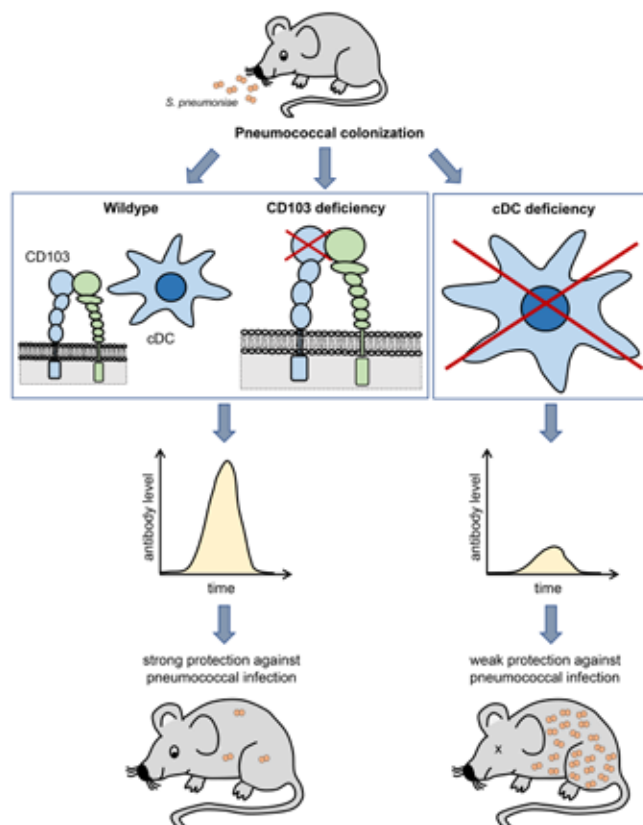 S. pneumoniae
Pneumococcal colonization
Wildype
CD103 deficiency
cDC deficiency
CD103
cDC
antibody level
time
antibody level
time
strong protection against
pneumococcal infection
weak protection against
pneumococcal infection
x